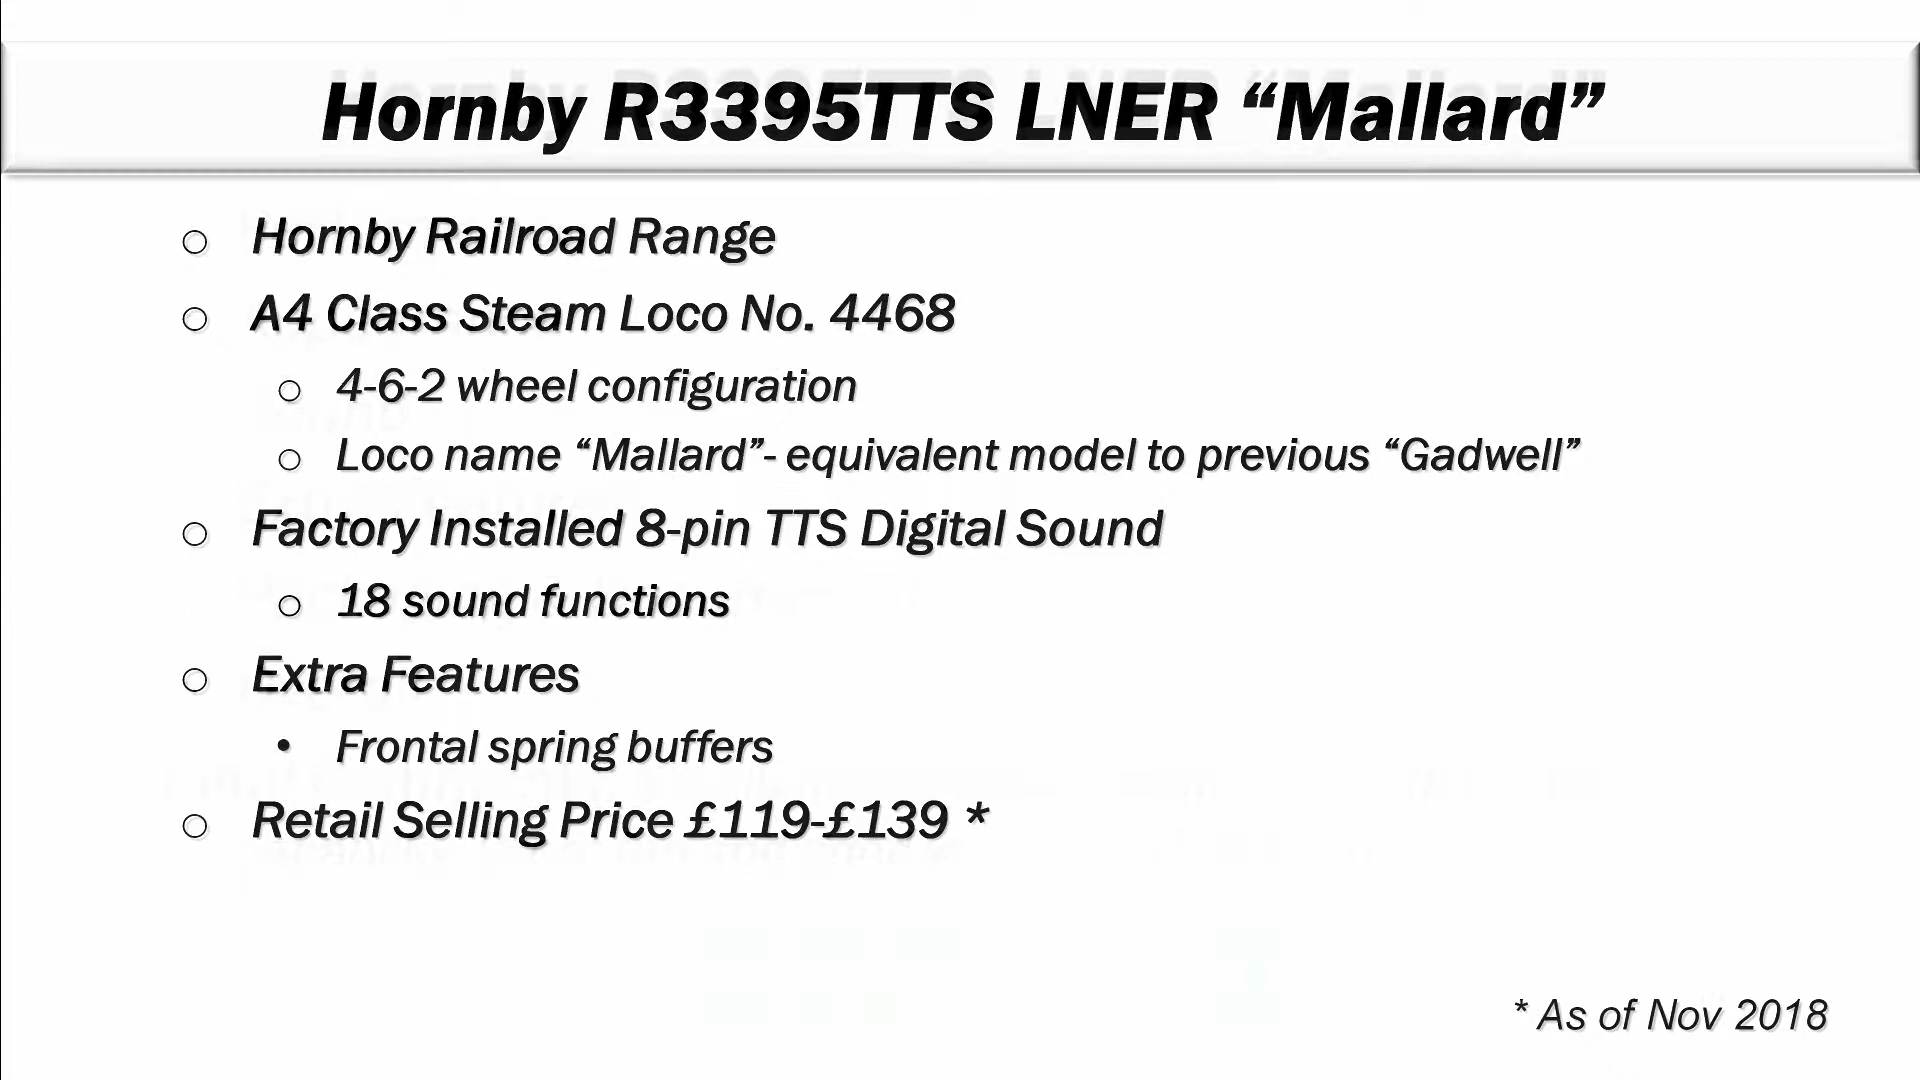 Hornby R3395TTS LNER “Mallard”
o Hornby Railroad Range
o A4 Class Steam Loco No. 4468
o 4-6-2 wheel configuration
o Loco name “Mallard”- equivalent model to previous “Gadwell”
o Factory Installed 8-pin TTS Digital Sound
o 18 sound functions
o Extra Features
• Frontal spring buffers
o Retail Selling Price £119-£139 *
* As of Nov 2018